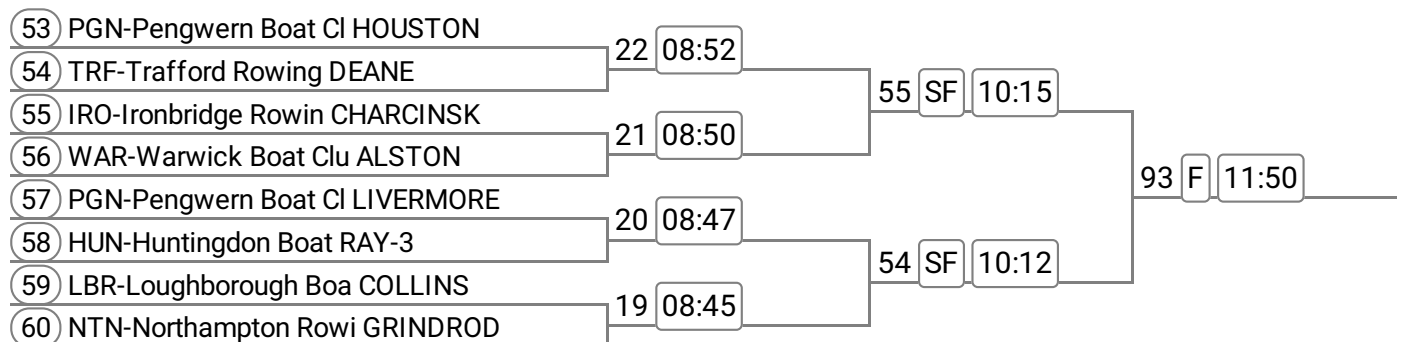 53 PGN-Pengwern Boat Cl HOUSTON
54 TRF-Trafford Rowing DEANE
55 IRO-Ironbridge Rowin CHARCINSK
56 WAR-Warwick Boat Clu ALSTON
57 PGN-Pengwern Boat Cl LIVERMORE
58 HUN-Huntingdon Boat RAY-3
59 LBR-Loughborough Boa COLLINS
60 NTN-Northampton Rowi GRINDROD
22 08:52
21 08:50
20 08:47
19 08:45
55 SF 10:15
54 SF 10:12
93 F 11:50